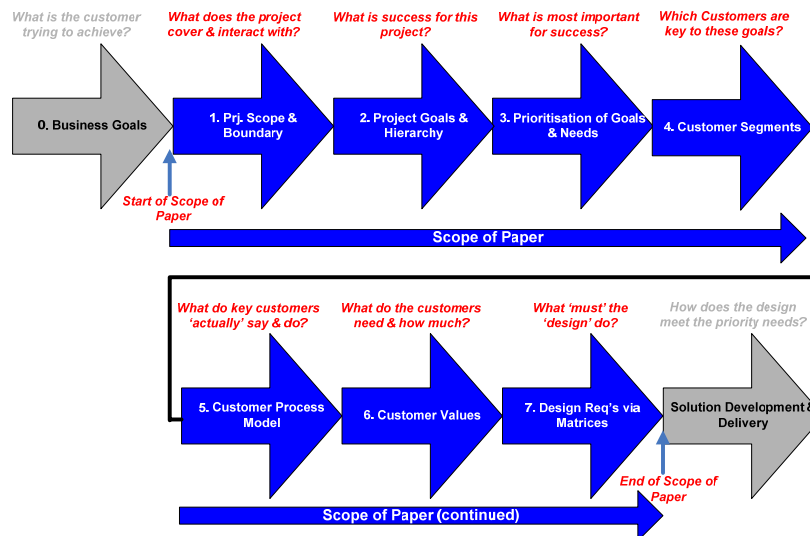 What is the customer
trying to achieve?
What does the project
cover & interact with?
What is success for this
project?
What is most important
for success?
Which Customers are
key to these goals?
0. Business Goals
1. Prj. Scope &
Boundary
2. Project Goals &
Hierarchy
3. Prioritisation of Goals
& Needs
4. Customer Segments
Start of Scope of
Paper
Scope of Paper
What do key customers
‘actually’ say & do?
What do the customers
need & how much?
What ‘must’ the
‘design’ do?
How does the design
meet the priority needs?
5. Customer Process
Model
6. Customer Values
7. Design Req’s via
Matrices
Solution Development &
Delivery
End of Scope of
Paper
Scope of Paper (continued)